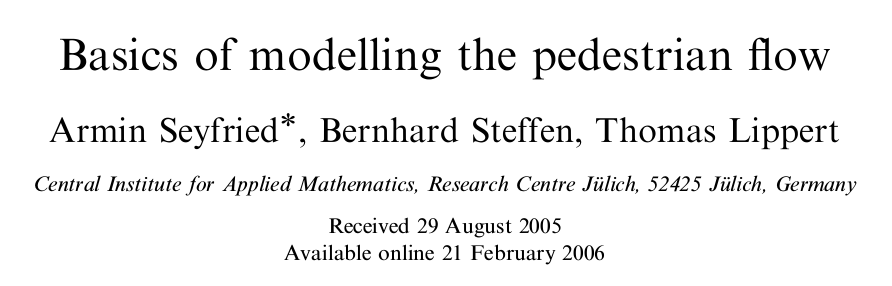 Basics of modelling the pedestrian flow
Armin Seyfried*, Bernhard Steffen, Thomas Lippert
Central Institute for Applied Mathematics, Research Centre Jülich, 52425 Jülich, Germany
Received 29 August 2005
Available online 21 February 2006